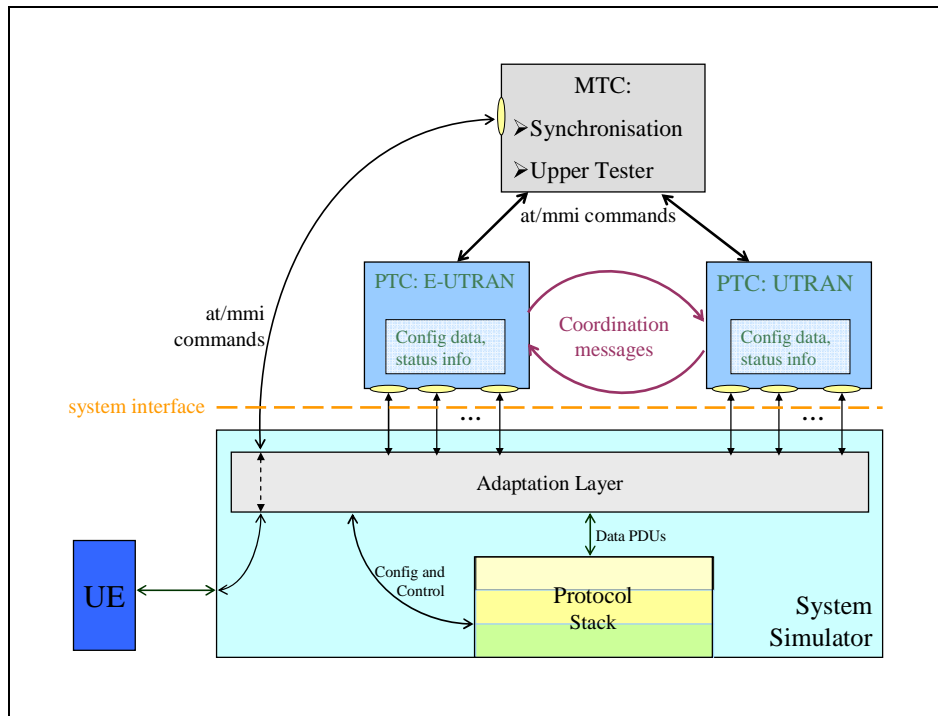 MTC:
➢Synchronisation
➢Upper Tester
at/mmi commands
PTC: E-UTRAN
PTC: UTRAN
Config data,
status info
Coordination
messages
Config data,
status info
at/mmi
commands
system interface
...
...
Adaptation Layer
Data PDUs
Config and
Control
UE
Protocol
Stack
System
Simulator